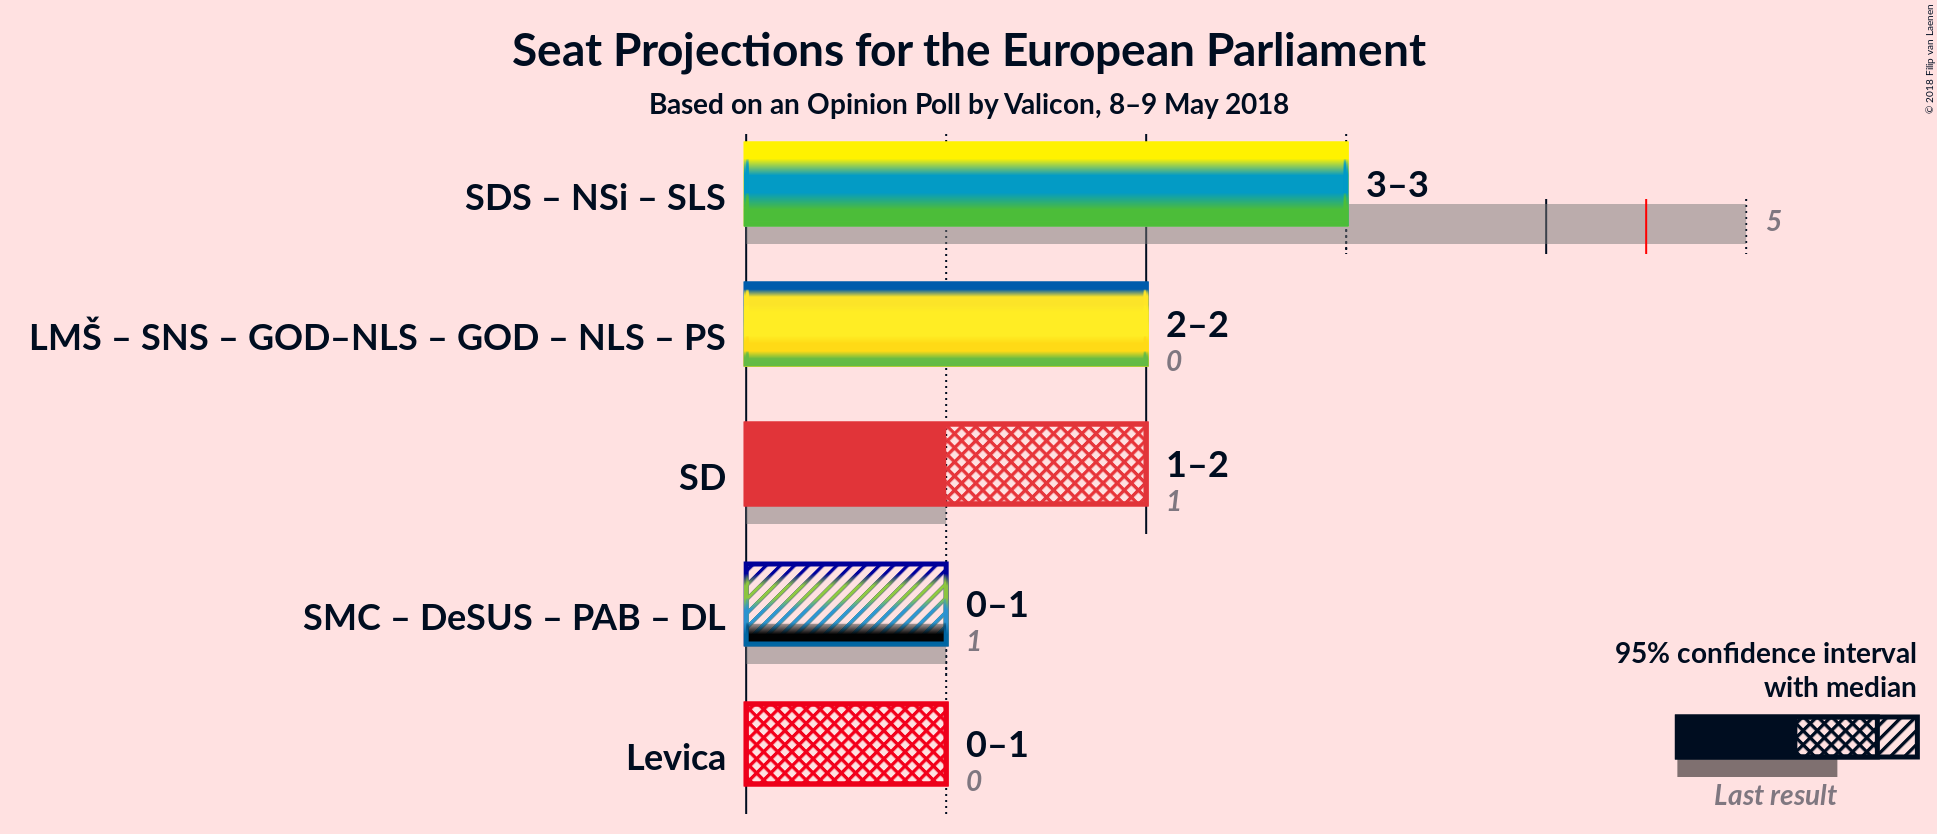 Seat Projections for the European Parliament
Based on an Opinion Poll by Valicon, 8–9 May 2018
© 2018 Filip van Laenen
SDS – NSi – SLS
3–3
5
LMŠ – SNS – GOD–NLS – GOD – NLS – PS
2–2
0
SD
1–2
1
SMC – DeSUS – PAB – DL
0–1
1
Levica
0–1
0
95% confidence interval
with median
Last result